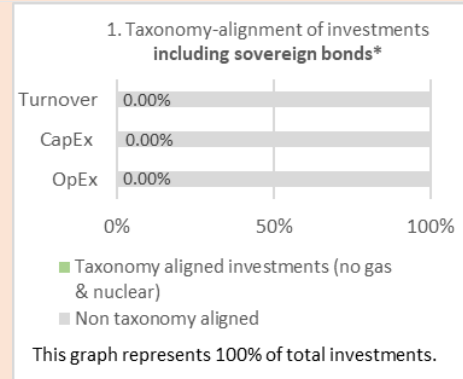 1. Taxonomy-alignment of investments
including sovereign bonds*
Turnover 0.00%
CapEx 0.00%
OpEx 0.00%
0% 50% 100%
Taxonomy aligned investments (no gas
& nuclear)
Non taxonomy aligned
This graph represents 100% of total investments.